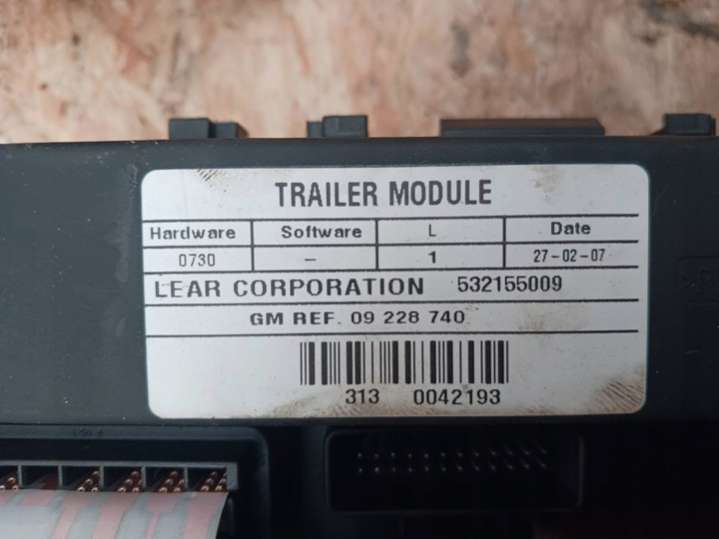 TRAILER MODULE
Hardware Software L Date
0730 – 1 27-02-07
LEAR CORPORATION 532155009
GM REF. 09 228 740
313 0042193